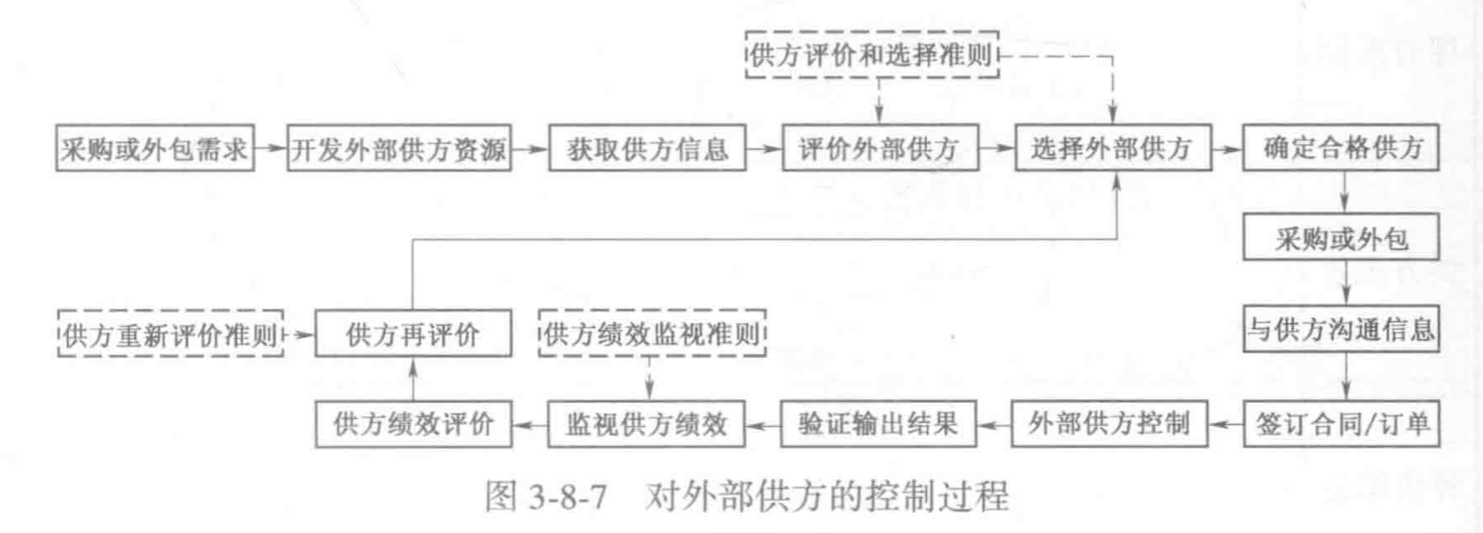 供方评价和选择准则
采购或外包需求 开发外部供方资源 获取供方信息 评价外部供方 选择外部供方 确定合格供方
采购或外包
与供方沟通信息
供方重新评价准则 供方再评价 供方绩效监视准则
供方绩效评价 监视供方绩效 验证输出结果 外部供方控制 签订合同/订单
图 3-8-7 对外部供方的控制过程